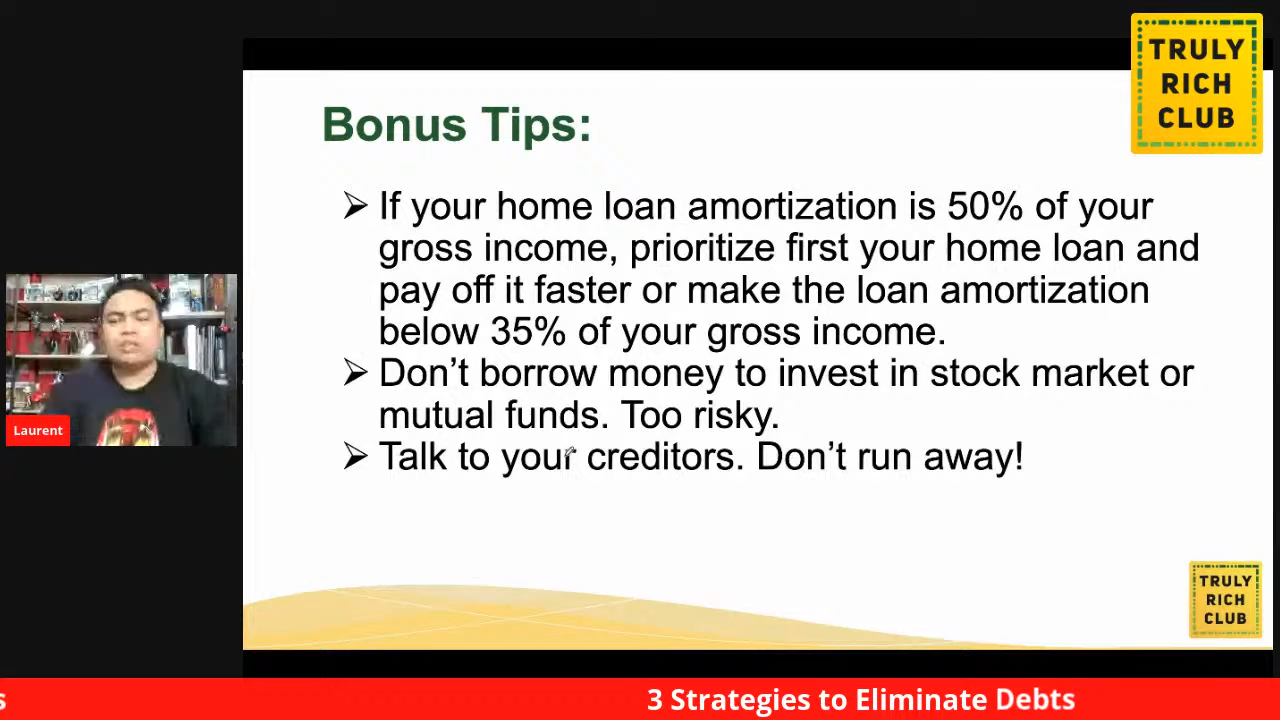 TRULY
RICH
CLUB
Bonus Tips:
➢ If your home loan amortization is 50% of your
gross income, prioritize first your home loan and
pay off it faster or make the loan amortization
below 35% of your gross income.
➢ Don't borrow money to invest in stock market or
mutual funds. Too risky.
➢ Talk to your creditors. Don't run away!
Laurent
TRULY
RICH
CLUB
s
3 Strategies to Eliminate Debts